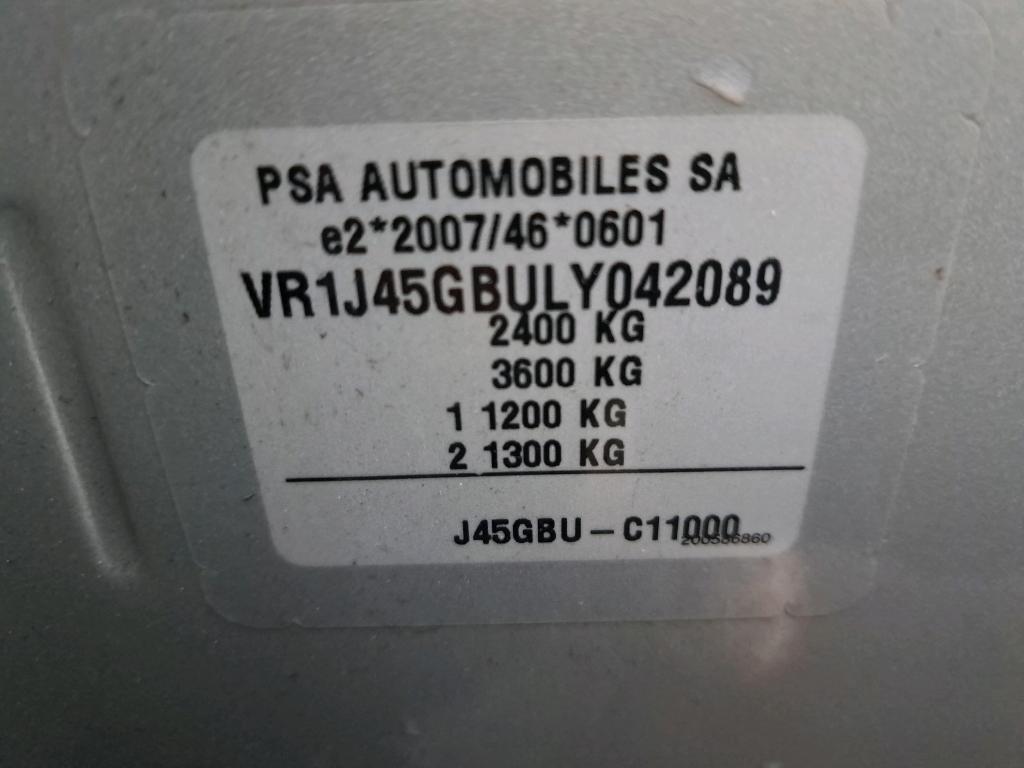 PSA AUTOMOBILES SA
e2*2007/46*0601
VR1J45GBULY042089
2400 KG
3600 KG
1 1200 KG
2 1300 KG
J45GBU – C11000